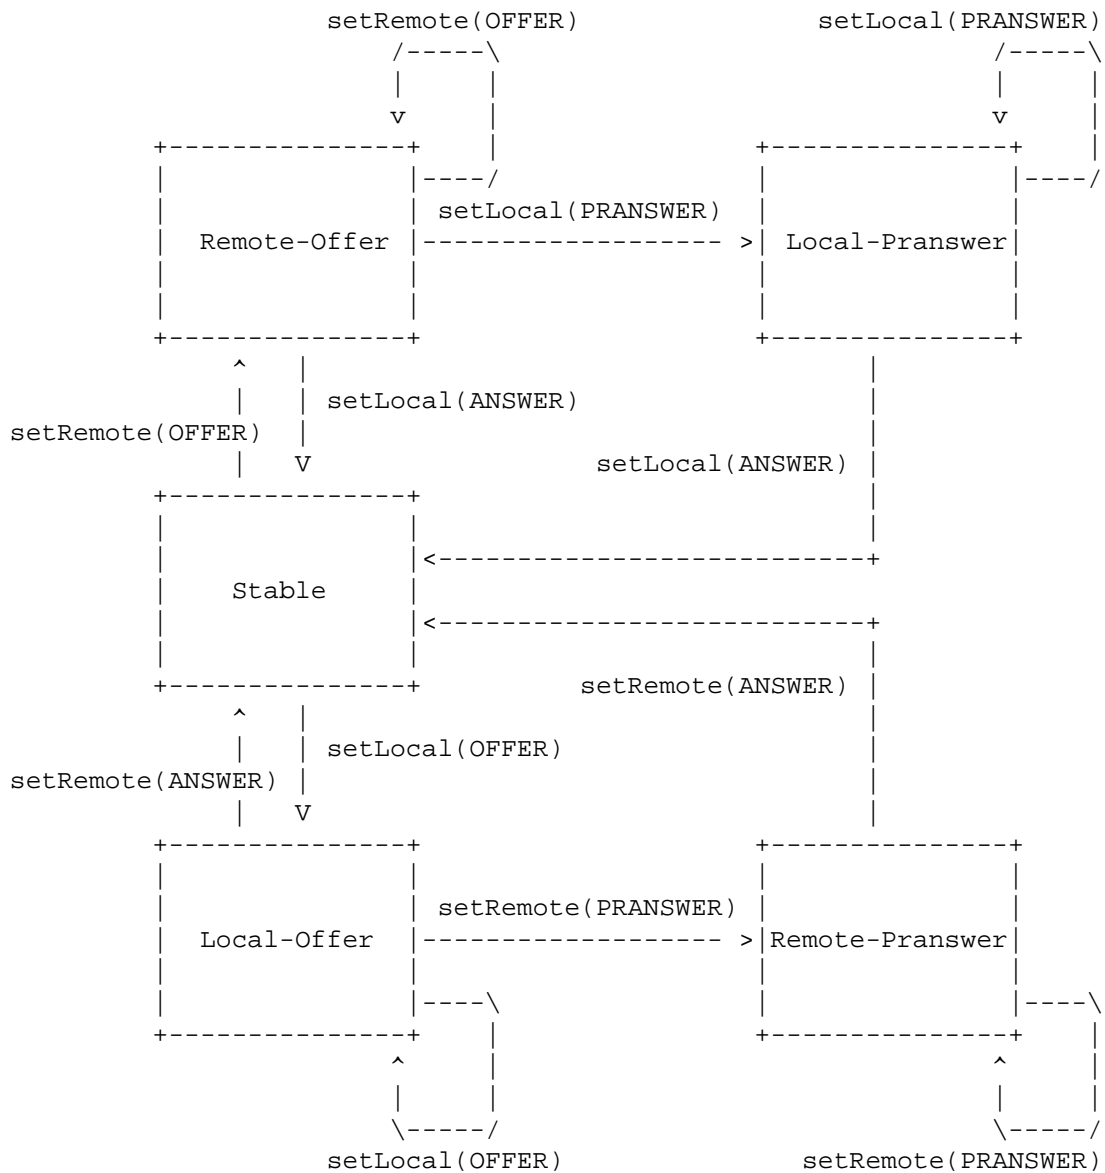 setRemote(OFFER) setLocal(PRANSWER)
setLocal(PRANSWER)
Remote-Offer Local-Pranswer
setLocal(ANSWER)
setRemote(OFFER)
setLocal(ANSWER)
Stable
setRemote(ANSWER)
setLocal(OFFER)
setRemote(ANSWER)
setRemote(PRANSWER)
Local-Offer Remote-Pranswer
setLocal(OFFER) setRemote(PRANSWER)